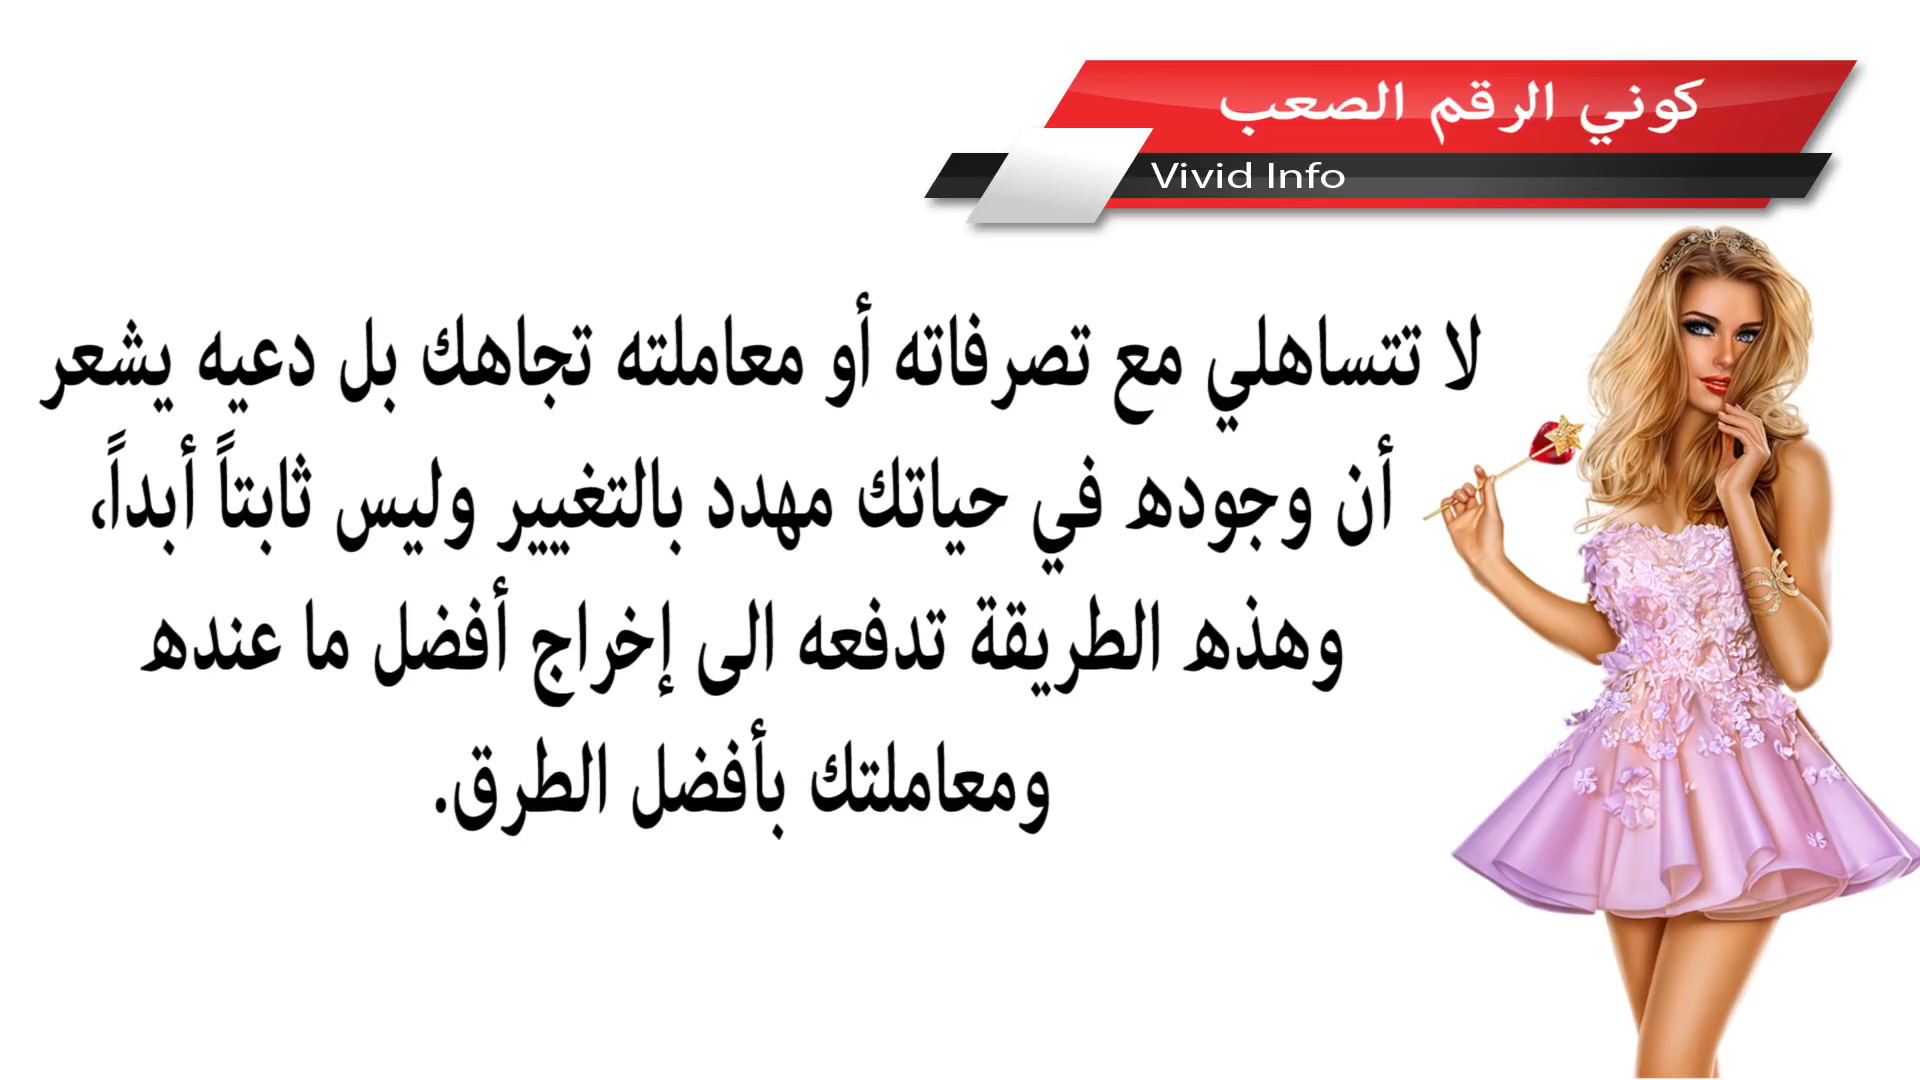 كوني الرقم الصعب
Vivid Info
لا تتساهلي مع تصرفاته أو معاملته تجاهك بل دعيه يشعر
أن وجوده في حياتك مهدد بالتغيير وليس ثابتاً أبداً،
وهذه الطريقة تدفعه الى إخراج أفضل ما عنده
ومعاملتك بأفضل الطرق.